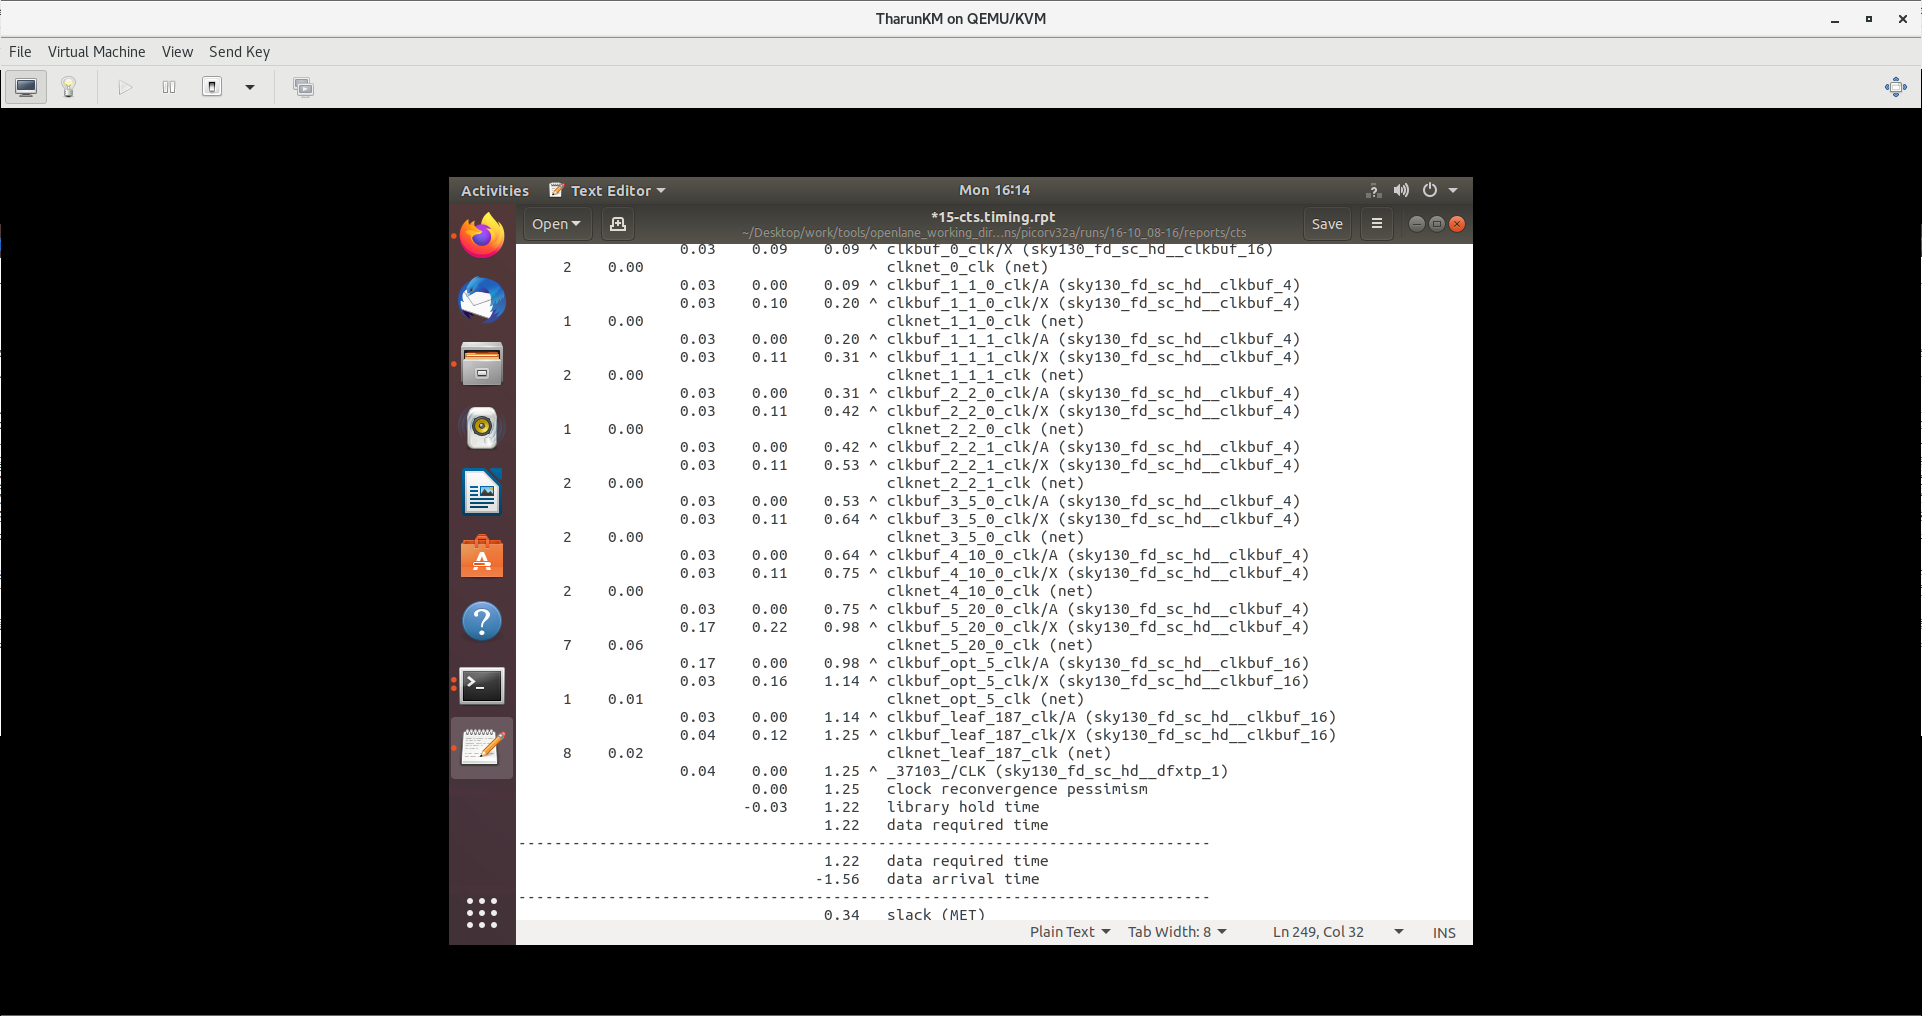 TharunKM on QEMU/KVM
File Virtual Machine View Send Key
Activities Text Editor Mon 16:14
Open *15-cts.timing.rpt Save
~/Desktop/work/tools/openlane_working_dir...ns/picorv32a/runs/16-10_08-16/reports/cts
0.03 0.09 0.09 ^ clkbuf_0_clk/X (sky130_fd_sc_hd__clkbuf_16)
2 0.00 clknet_0_clk (net)
0.03 0.00 0.09 ^ clkbuf_1_1_0_clk/A (sky130_fd_sc_hd__clkbuf_4)
0.03 0.10 0.20 ^ clkbuf_1_1_0_clk/X (sky130_fd_sc_hd__clkbuf_4)
1 0.00 clknet_1_1_0_clk (net)
0.03 0.00 0.20 ^ clkbuf_1_1_1_clk/A (sky130_fd_sc_hd__clkbuf_4)
0.03 0.11 0.31 ^ clkbuf_1_1_1_clk/X (sky130_fd_sc_hd__clkbuf_4)
2 0.00 clknet_1_1_1_clk (net)
0.03 0.00 0.31 ^ clkbuf_2_2_0_clk/A (sky130_fd_sc_hd__clkbuf_4)
0.03 0.11 0.42 ^ clkbuf_2_2_0_clk/X (sky130_fd_sc_hd__clkbuf_4)
1 0.00 clknet_2_2_0_clk (net)
0.03 0.00 0.42 ^ clkbuf_2_2_1_clk/A (sky130_fd_sc_hd__clkbuf_4)
0.03 0.11 0.53 ^ clkbuf_2_2_1_clk/X (sky130_fd_sc_hd__clkbuf_4)
2 0.00 clknet_2_2_1_clk (net)
0.03 0.00 0.53 ^ clkbuf_3_5_0_clk/A (sky130_fd_sc_hd__clkbuf_4)
0.03 0.11 0.64 ^ clkbuf_3_5_0_clk/X (sky130_fd_sc_hd__clkbuf_4)
2 0.00 clknet_3_5_0_clk (net)
0.03 0.00 0.64 ^ clkbuf_4_10_0_clk/A (sky130_fd_sc_hd__clkbuf_4)
0.03 0.11 0.75 ^ clkbuf_4_10_0_clk/X (sky130_fd_sc_hd__clkbuf_4)
2 0.00 clknet_4_10_0_clk (net)
0.03 0.00 0.75 ^ clkbuf_5_20_0_clk/A (sky130_fd_sc_hd__clkbuf_4)
0.17 0.22 0.98 ^ clkbuf_5_20_0_clk/X (sky130_fd_sc_hd__clkbuf_4)
7 0.06 clknet_5_20_0_clk (net)
0.17 0.00 0.98 ^ clkbuf_opt_5_clk/A (sky130_fd_sc_hd__clkbuf_16)
0.03 0.16 1.14 ^ clkbuf_opt_5_clk/X (sky130_fd_sc_hd__clkbuf_16)
1 0.01 clknet_opt_5_clk (net)
0.03 0.00 1.14 ^ clkbuf_leaf_187_clk/A (sky130_fd_sc_hd__clkbuf_16)
0.04 0.12 1.25 ^ clkbuf_leaf_187_clk/X (sky130_fd_sc_hd__clkbuf_16)
8 0.02 clknet_leaf_187_clk (net)
0.04 0.00 1.25 ^ _37103_/CLK (sky130_fd_sc_hd__dfxtp_1)
0.00 1.25 clock reconvergence pessimism
-0.03 1.22 library hold time
1.22 data required time
-----------------------------------------------------------------------------
1.22 data required time
-1.56 data arrival time
-----------------------------------------------------------------------------
0.34 slack (MET)
Plain Text Tab Width: 8 Ln 249, Col 32 INS